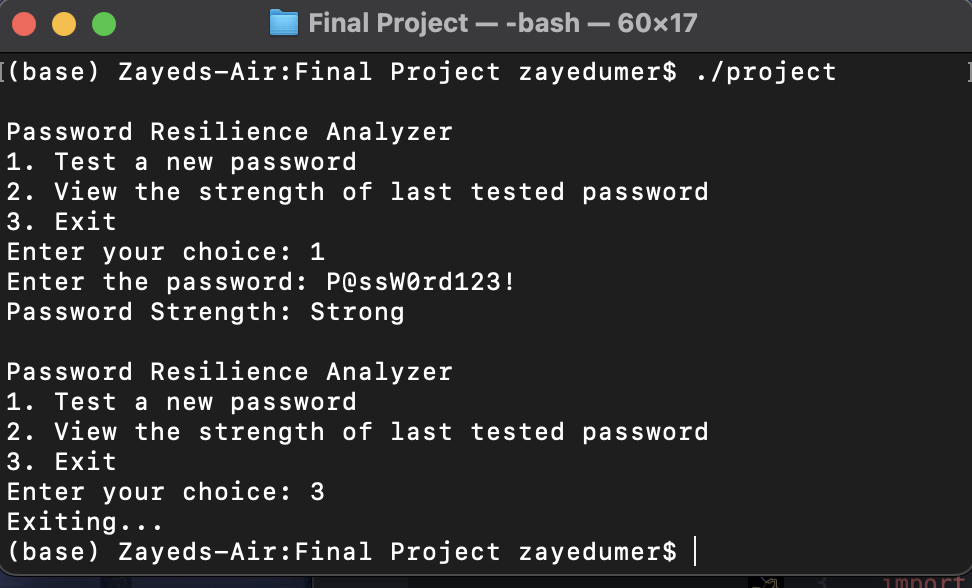 Final Project — -bash — 60×17
(base) Zayeds-Air:Final Project zayedumer$ ./project
Password Resilience Analyzer
1. Test a new password
2. View the strength of last tested password
3. Exit
Enter your choice: 1
Enter the password: P@ssW0rd123!
Password Strength: Strong
Password Resilience Analyzer
1. Test a new password
2. View the strength of last tested password
3. Exit
Enter your choice: 3
Exiting...
(base) Zayeds-Air:Final Project zayedumer$
import